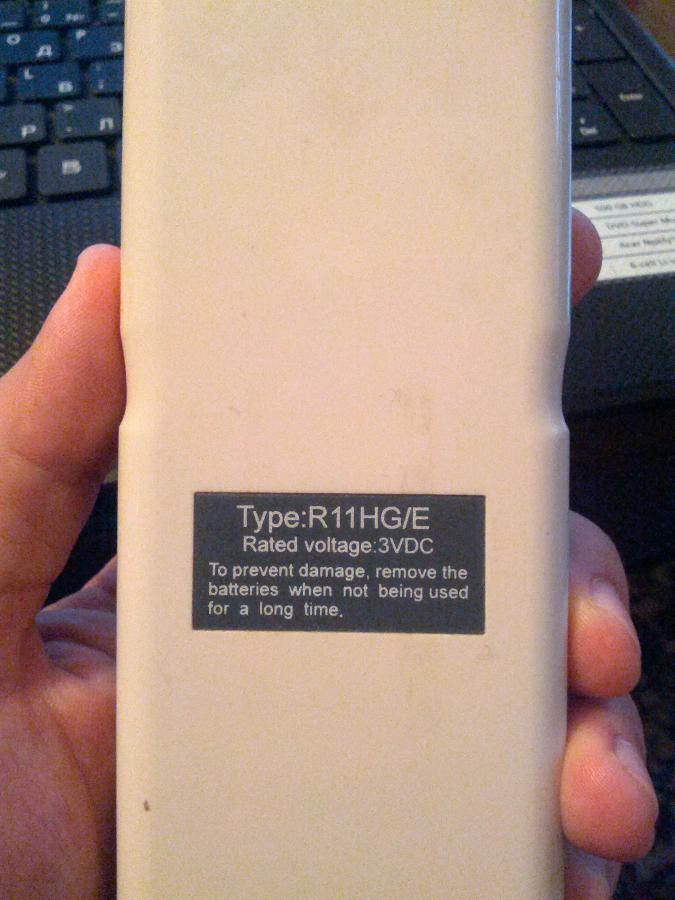 Д
L
В
Р
Л
B
Type:R11HG/E
Rated voltage:3VDC
To prevent damage, remove the
batteries when not being used
for a long time.